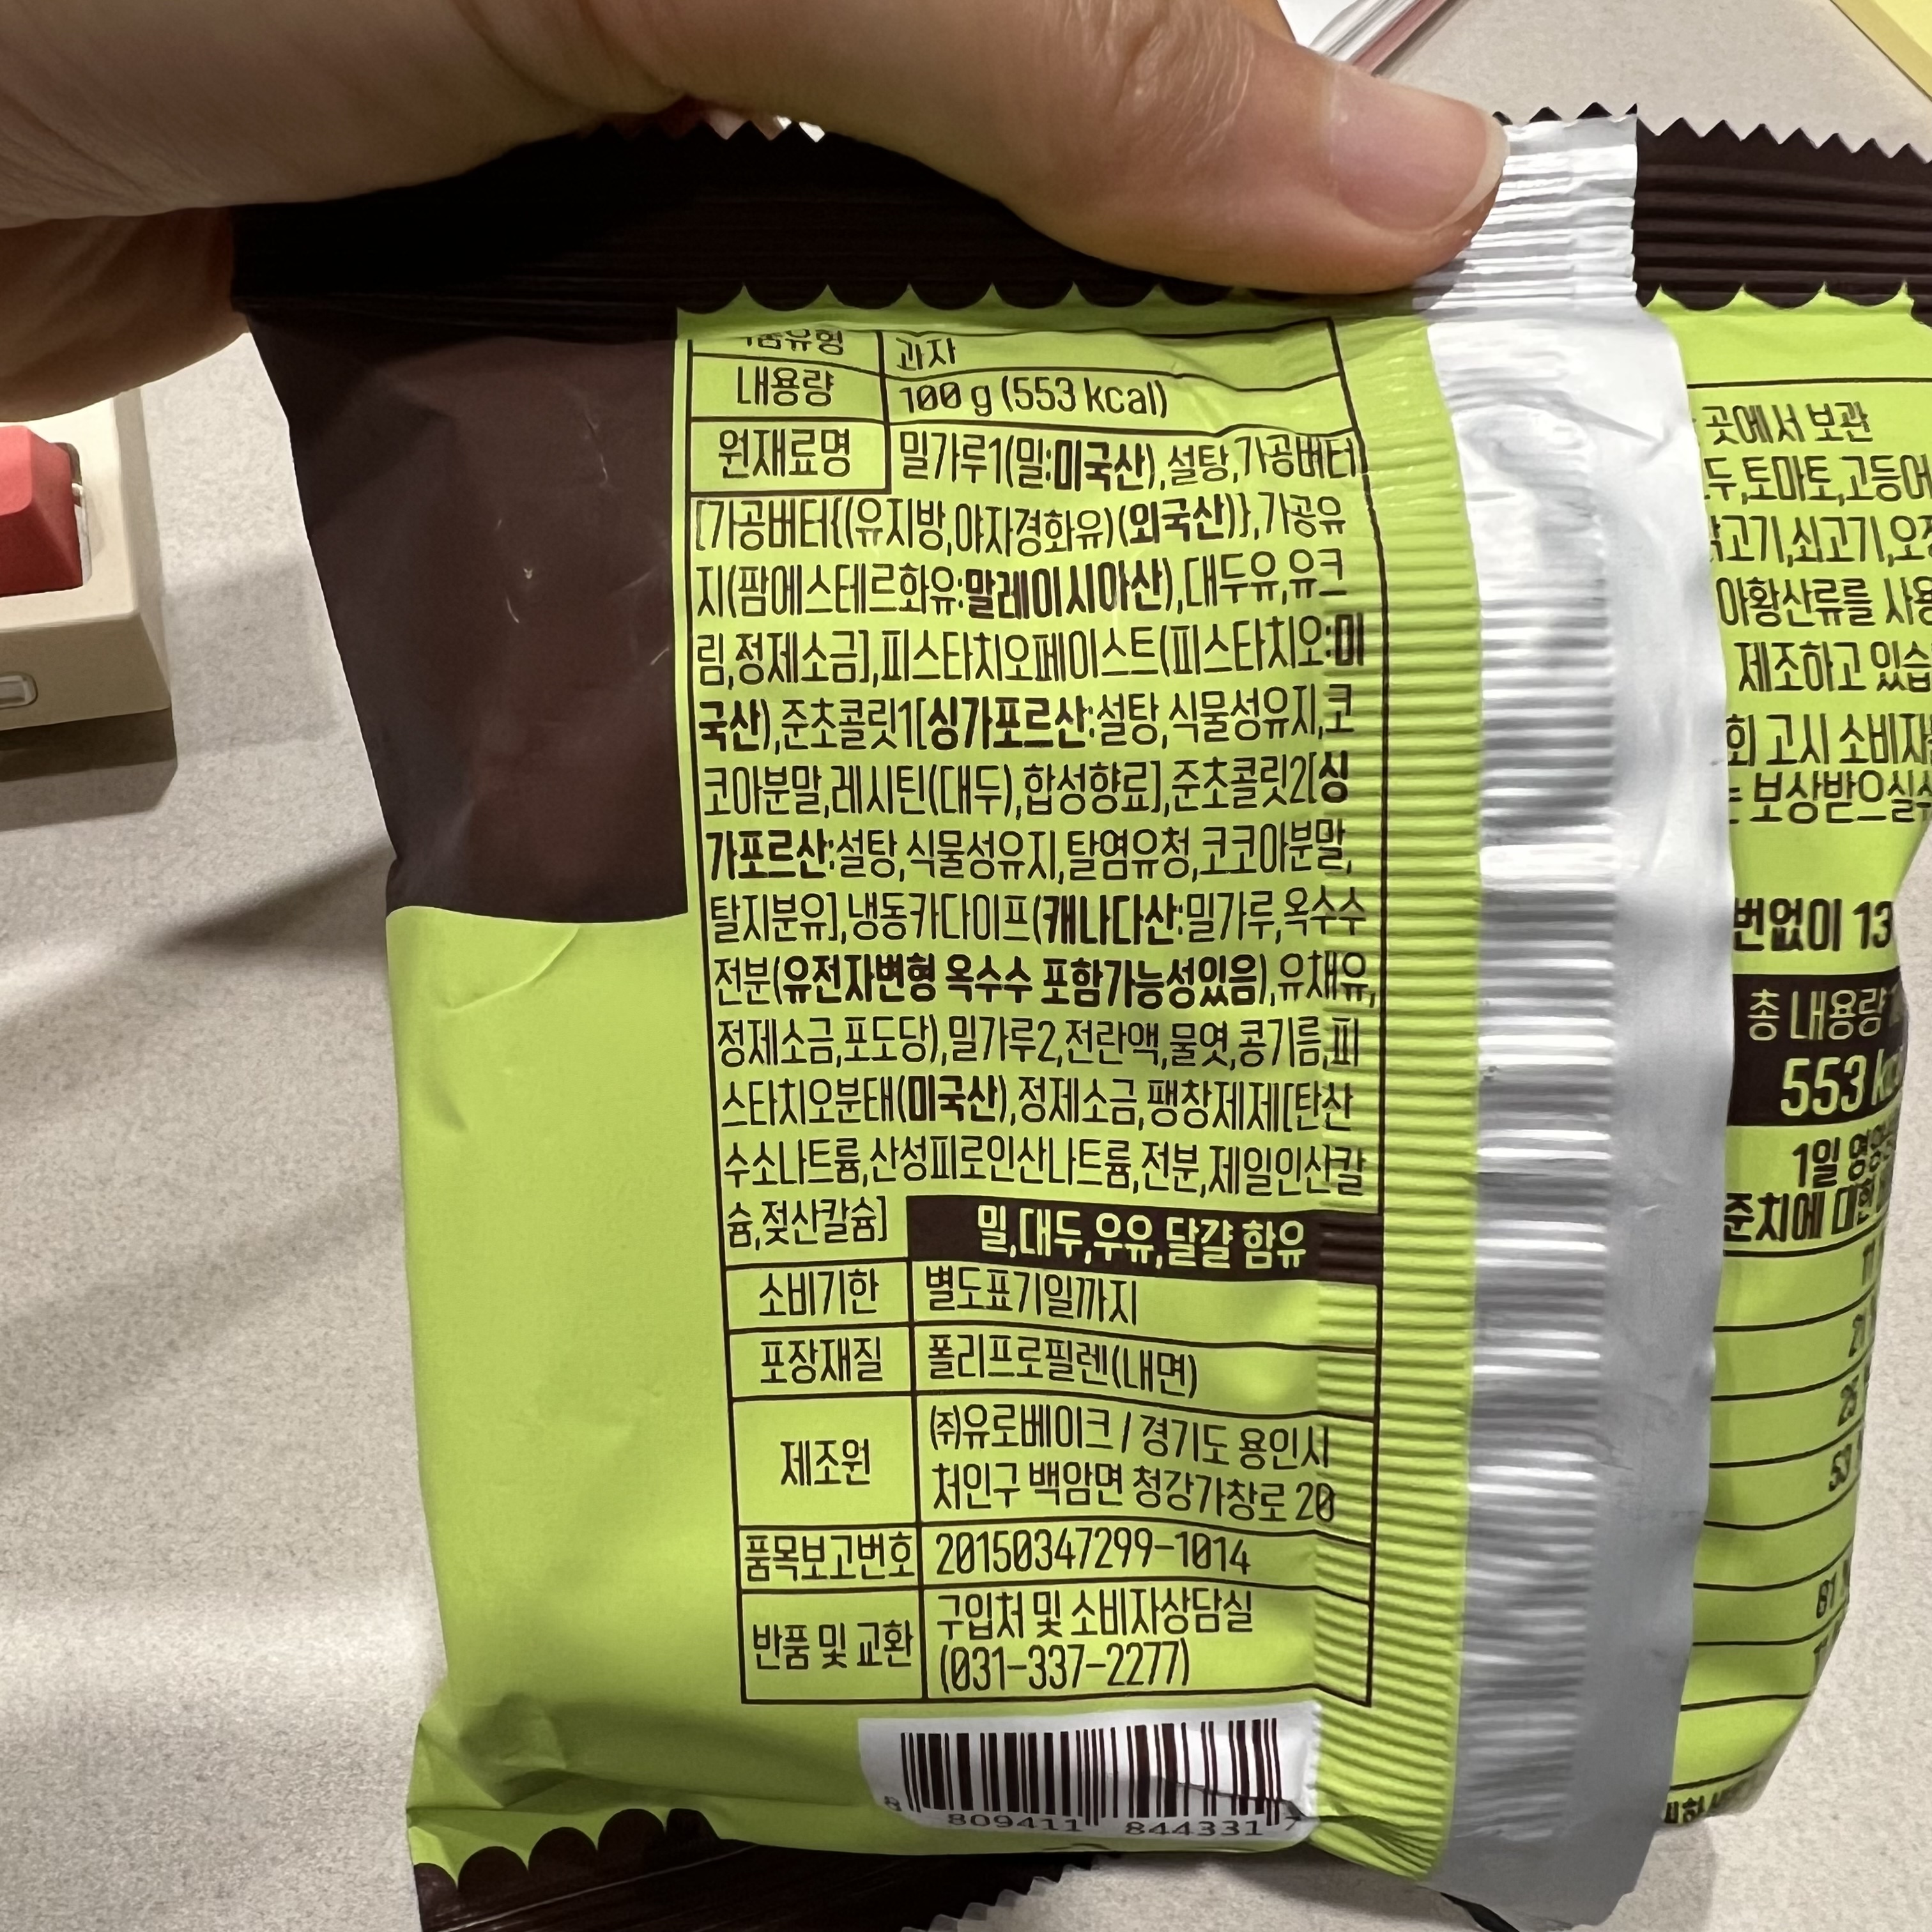 과자
내용량 100 g (553 kcal)
원재료명 밀가루1(밀:미국산),설탕,가공버터
[가공버터{(유지방,야자경화유)(외국산)},가공유
지(팜에스테르화유:말레이시아산),대두유,유크
림,정제소금],피스타치오페이스트(피스타치오:미
국산),준초콜릿1[싱가포르산:설탕,식물성유지,코
코아분말,레시틴(대두),합성향료],준초콜릿2[싱
가포르산:설탕,식물성유지,탈염유청,코코아분말,
탈지분유],냉동카다이프(캐나다산:밀가루,옥수수
전분(유전자변형 옥수수 포함가능성있음),유채유,
정제소금,포도당),밀가루2,전란액,물엿,콩기름,피
스타치오분태(미국산),정제소금,팽창제제[탄산
수소나트륨,산성피로인산나트륨,전분,제일인산칼
슘,젖산칼슘]
밀,대두,우유,달걀 함유
소비기한 별도표기일까지
포장재질 폴리프로필렌(내면)
제조원 ㈜유로베이크 / 경기도 용인시
처인구 백암면 청강가창로 20
품목보고번호 20150347299-1014
반품 및 교환 구입처 및 소비자상담실
(031-337-2277)
8 809411 844331 7
곳에서 보관
토마토,고등어
쇠고기
아황산류를
제조하고
고시
보상받으실수
번없이 13
총 내용량
553
1일
준치에